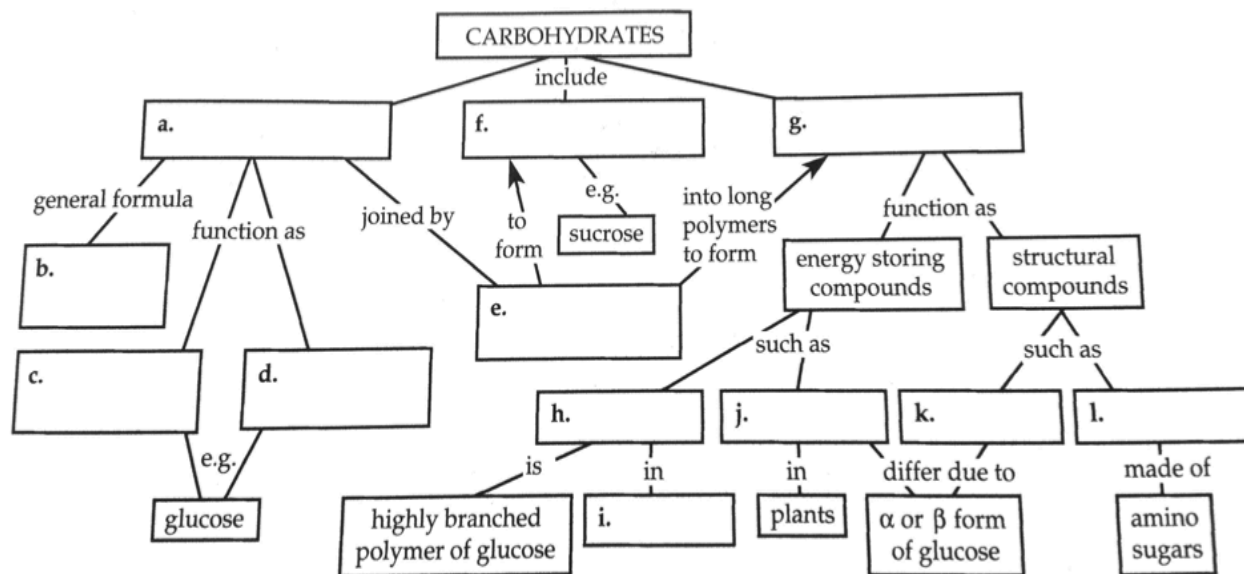 CARBOHYDRATES
include
a.
f.
g.
general formula
function as
joined by
to
form
e.g.
sucrose
into long
polymers
to form
function as
b.
e.
energy storing
compounds
structural
compounds
such as
such as
c.
d.
h.
j.
k.
l.
e.g.
is
in
in
differ due to
made of
glucose
highly branched
polymer of glucose
i.
plants
α or β form
of glucose
amino
sugars